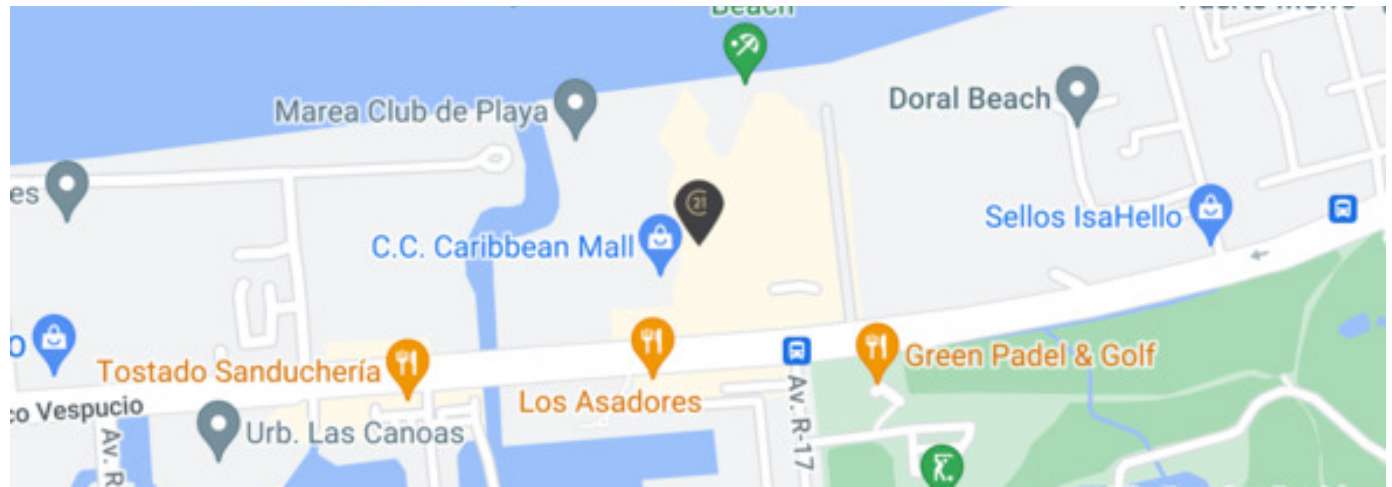 Beach
Marea Club de Playa
Doral Beach
es
21
Sellos IsaHello
C.C. Caribbean Mall
Tostado Sanduchería
Green Padel & Golf
Los Asadores
co Vespucio
Urb. Las Canoas
Av. R
Av. R-17